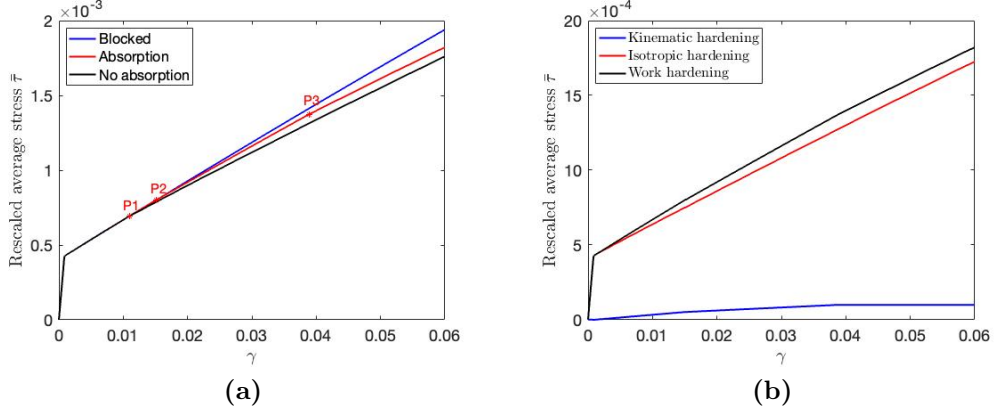 ×10⁻³
2
1.5
1
0.5
0
Rescaled average stress τ̿
Blocked
Absorption
No absorption
P1
P2
P3
0 0.01 0.02 0.03 0.04 0.05 0.06
γ
(a)
×10⁻⁴
20
15
10
5
0
Rescaled average stress τ̿
Kinematic hardening
Isotropic hardening
Work hardening
0 0.01 0.02 0.03 0.04 0.05 0.06
γ
(b)